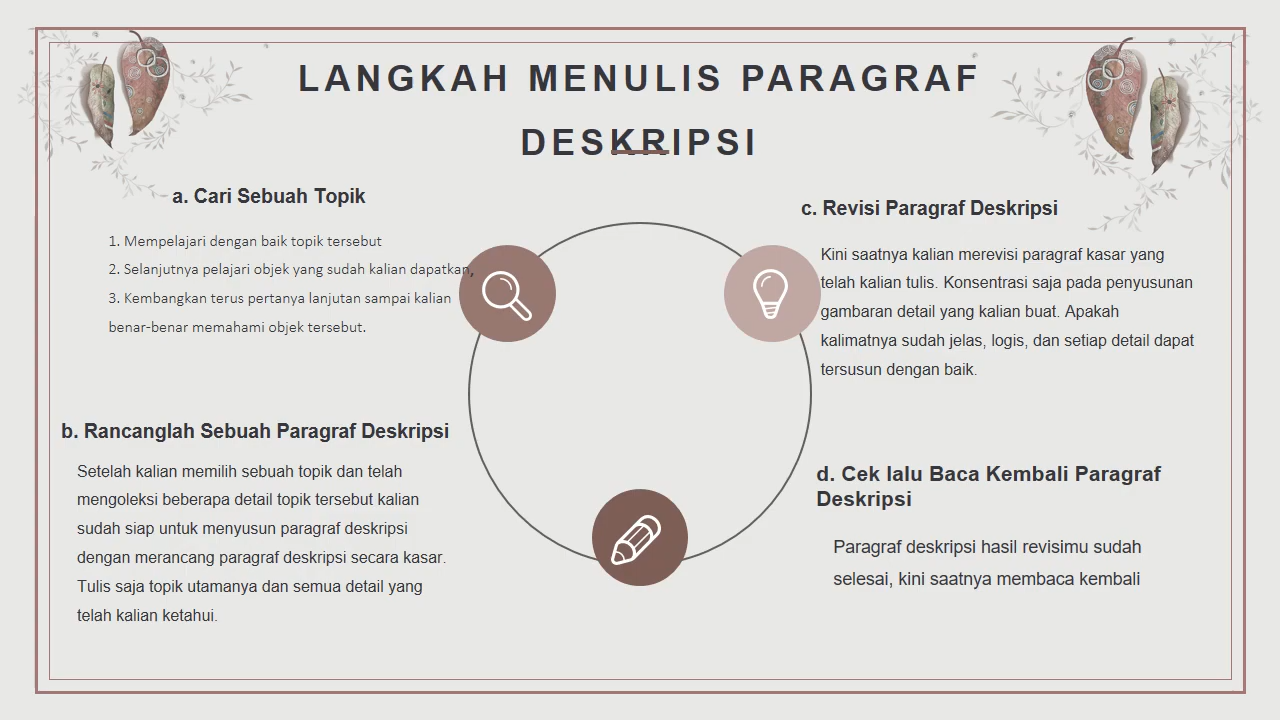 LANGKAH MENULIS PARAGRAF
DESKRIPSI
a. Cari Sebuah Topik
1. Mempelajari dengan baik topik tersebut
2. Selanjutnya pelajari objek yang sudah kalian dapatkan,
3. Kembangkan terus pertanya lanjutan sampai kalian
benar-benar memahami objek tersebut.
b. Rancanglah Sebuah Paragraf Deskripsi
Setelah kalian memilih sebuah topik dan telah
mengoleksi beberapa detail topik tersebut kalian
sudah siap untuk menyusun paragraf deskripsi
dengan merancang paragraf deskripsi secara kasar.
Tulis saja topik utamanya dan semua detail yang
telah kalian ketahui.
c. Revisi Paragraf Deskripsi
Kini saatnya kalian merevisi paragraf kasar yang
telah kalian tulis. Konsentrasi saja pada penyusunan
gambaran detail yang kalian buat. Apakah
kalimatnya sudah jelas, logis, dan setiap detail dapat
tersusun dengan baik.
d. Cek lalu Baca Kembali Paragraf
Deskripsi
Paragraf deskripsi hasil revisimu sudah
selesai, kini saatnya membaca kembali